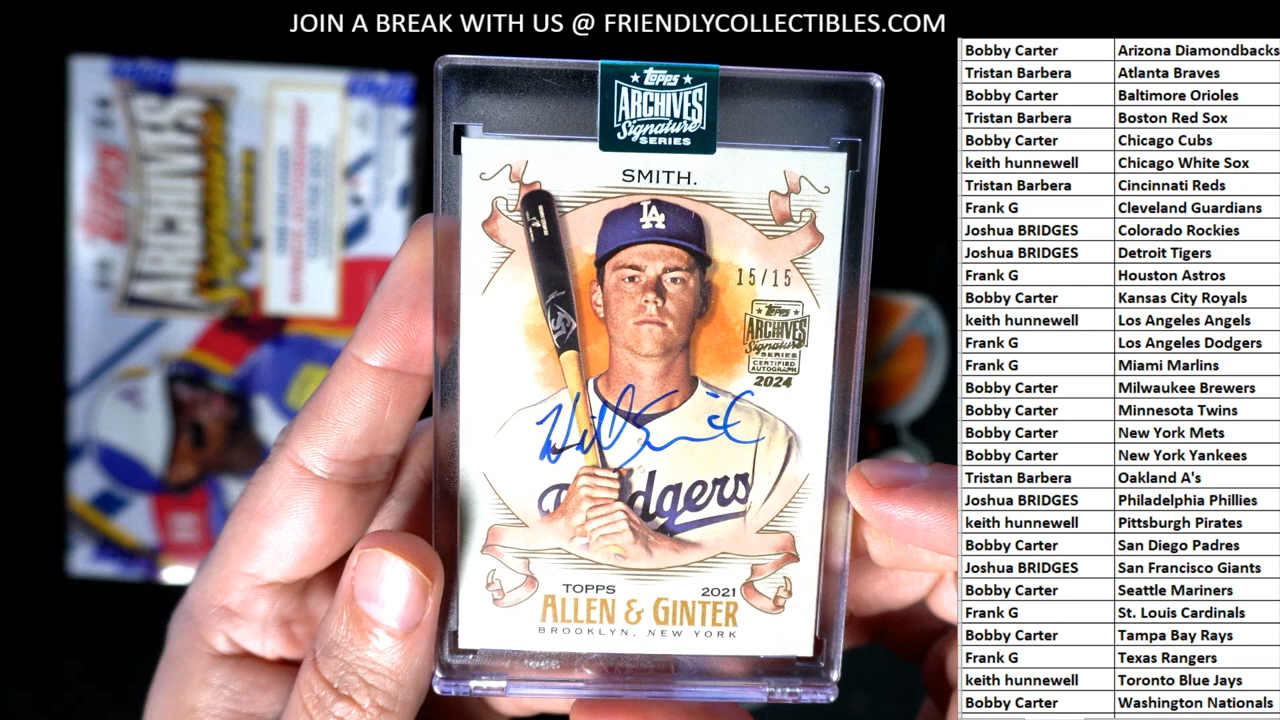 JOIN A BREAK WITH US @ FRIENDLYCOLLECTIBLES.COM
TOPPS
ARCHIVES
Signature
SERIES
SMITH.
LA
15/15
TOPPS
ARCHIVES
Signature
SERIES
CERTIFIED
AUTOGRAPH
2024
Will Smith
Dodgers
TOPPS 2021
ALLEN & GINTER
BROOKLYN, NEW YORK
ARCHIVES
Bobby Carter Arizona Diamondbacks
Tristan Barbera Atlanta Braves
Bobby Carter Baltimore Orioles
Tristan Barbera Boston Red Sox
Bobby Carter Chicago Cubs
keith hunnewell Chicago White Sox
Tristan Barbera Cincinnati Reds
Frank G Cleveland Guardians
Joshua BRIDGES Colorado Rockies
Joshua BRIDGES Detroit Tigers
Frank G Houston Astros
Bobby Carter Kansas City Royals
keith hunnewell Los Angeles Angels
Frank G Los Angeles Dodgers
Frank G Miami Marlins
Bobby Carter Milwaukee Brewers
Bobby Carter Minnesota Twins
Bobby Carter New York Mets
Bobby Carter New York Yankees
Tristan Barbera Oakland A's
Joshua BRIDGES Philadelphia Phillies
keith hunnewell Pittsburgh Pirates
Bobby Carter San Diego Padres
Joshua BRIDGES San Francisco Giants
Bobby Carter Seattle Mariners
Frank G St. Louis Cardinals
Bobby Carter Tampa Bay Rays
Frank G Texas Rangers
keith hunnewell Toronto Blue Jays
Bobby Carter Washington Nationals